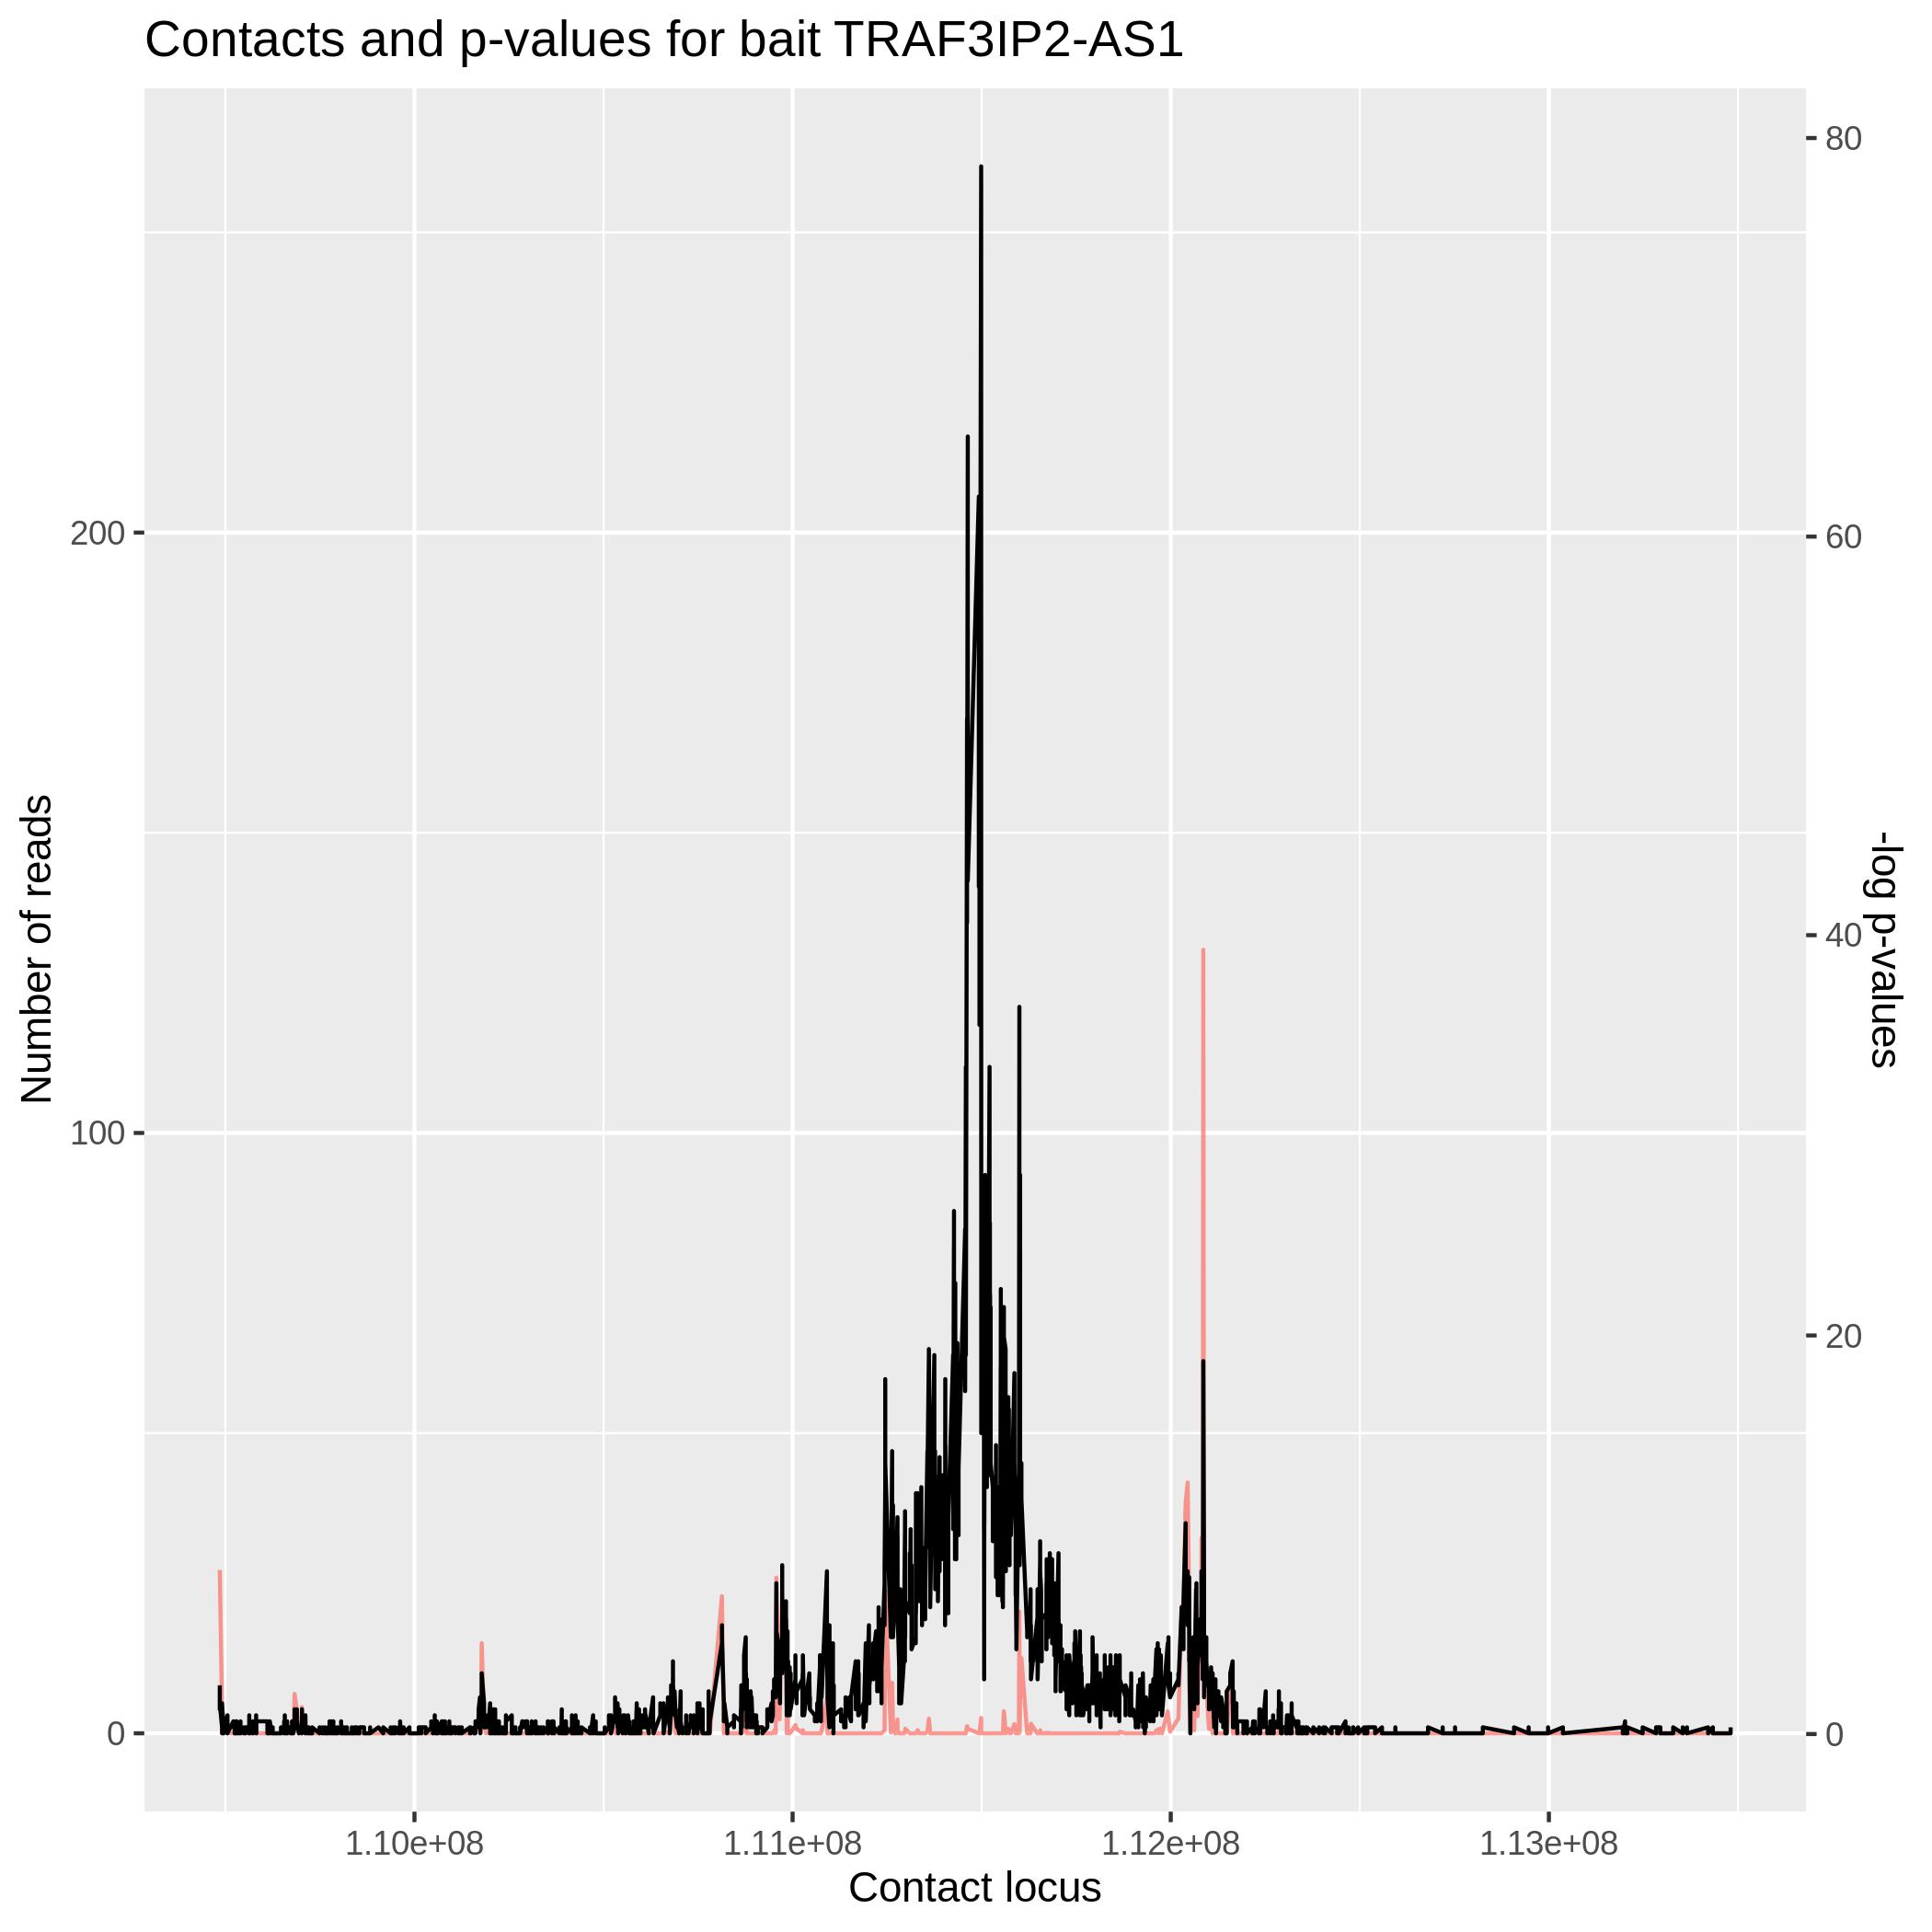 Contacts and p-values for bait TRAF3IP2-AS1
Number of reads
200
100
0
80
60
40
20
0
-log p-values
1.10e+08
1.11e+08
1.12e+08
1.13e+08
Contact locus